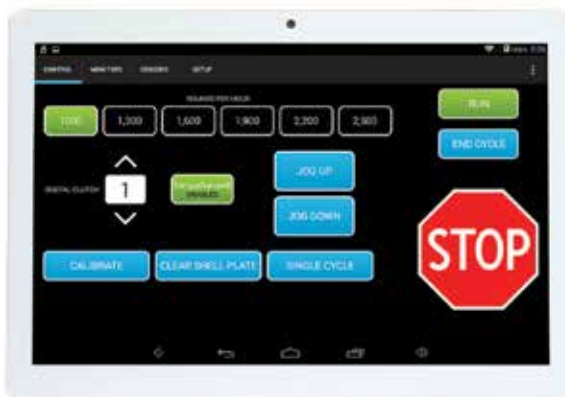 CONTROL MONITORS SENSORS SETUP
ROUNDS PER HOUR
1,300 1,600 1,900 2,200 2,500
RUN
END CYCLE
DIGITAL CLUTCH 1
ENABLED
JOG UP
JOG DOWN
STOP
CALIBRATE CLEAR SHELL PLATE SINGLE CYCLE